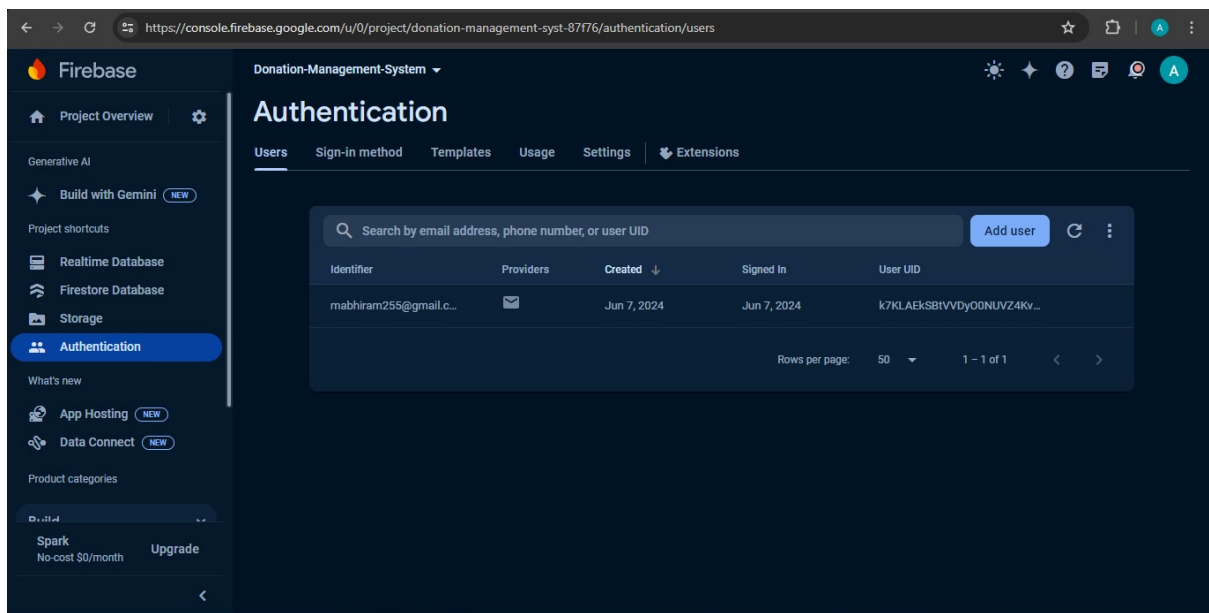 https://console.firebase.google.com/u/0/project/donation-management-syst-87f76/authentication/users
A
Firebase
Donation-Management-System
A
Project Overview
Authentication
Users Sign-in method Templates Usage Settings Extensions
Generative AI
Build with Gemini NEW
Project shortcuts
Realtime Database
Firestore Database
Storage
Authentication
What's new
App Hosting NEW
Data Connect NEW
Product categories
Build
Spark
No-cost $0/month
Upgrade
Search by email address, phone number, or user UID
Add user
Identifier Providers Created Signed In User UID
mabhiram255@gmail.c... Jun 7, 2024 Jun 7, 2024 k7KLAEkSBtVVDyO0NUVZ4Kv...
Rows per page: 50 1 – 1 of 1